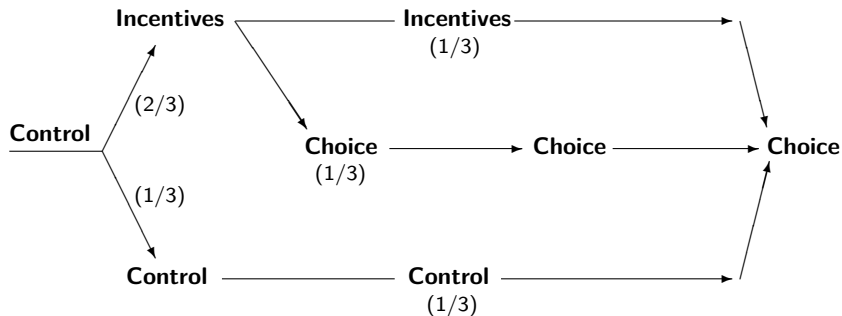 Incentives
Incentives
(1/3)
(2/3)
Control
Choice
(1/3)
Choice
Choice
(1/3)
Control
Control
(1/3)